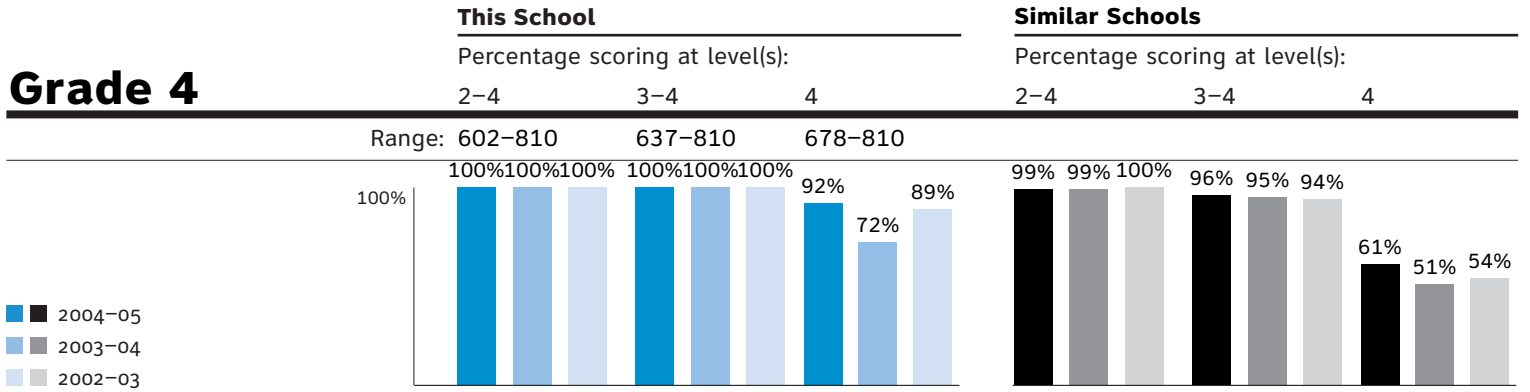 This School Similar Schools
Percentage scoring at level(s): Percentage scoring at level(s):
Grade 4 2–4 3–4 4 2–4 3–4 4
Range: 602–810 637–810 678–810
100% 100% 100% 100% 100% 100% 92% 72% 89% 99% 99% 100% 96% 95% 94% 61% 51% 54%
100%
2004–05
2003–04
2002–03